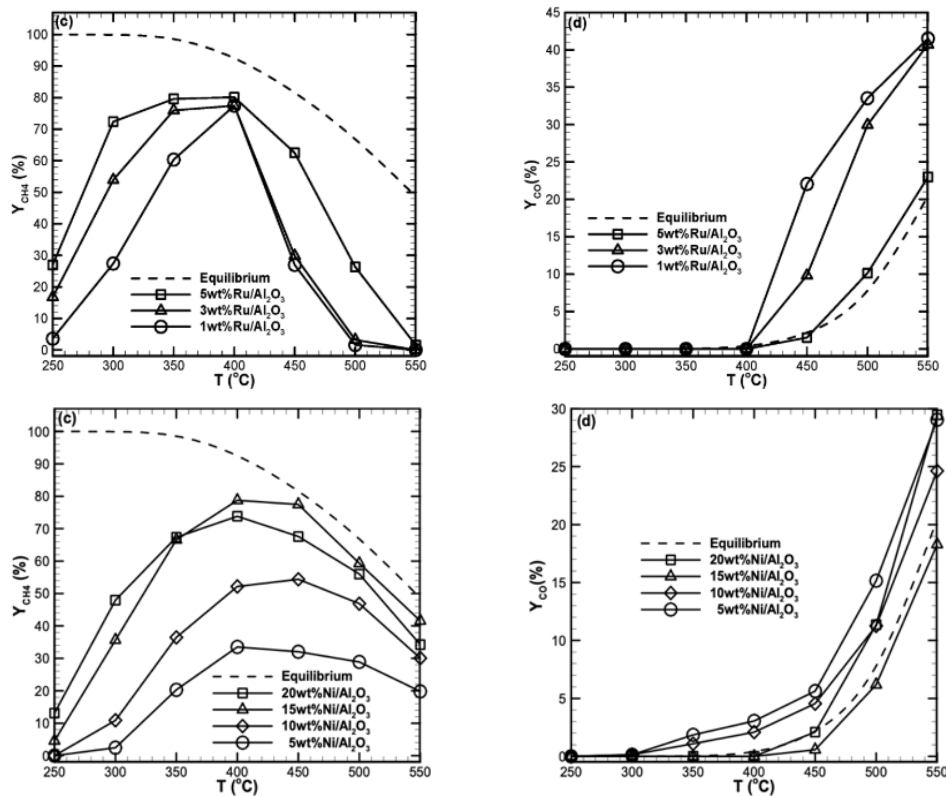 (c)
Y_CH4 (%)
100
90
80
70
60
50
40
30
20
10
0
Equilibrium
5wt%Ru/Al₂O₃
3wt%Ru/Al₂O₃
1wt%Ru/Al₂O₃
250 300 350 400 450 500 550
T (°C)
(d)
Y_CO(%)
45
40
35
30
25
20
15
10
5
0
Equilibrium
5wt%Ru/Al₂O₃
3wt%Ru/Al₂O₃
1wt%Ru/Al₂O₃
250 300 350 400 450 500 550
T (°C)
(c)
Y_CH4 (%)
100
90
80
70
60
50
40
30
20
10
0
Equilibrium
20wt%Ni/Al₂O₃
15wt%Ni/Al₂O₃
10wt%Ni/Al₂O₃
5wt%Ni/Al₂O₃
250 300 350 400 450 500 550
T (°C)
(d)
Y_CO(%)
30
25
20
15
10
5
0
Equilibrium
20wt%Ni/Al₂O₃
15wt%Ni/Al₂O₃
10wt%Ni/Al₂O₃
5wt%Ni/Al₂O₃
250 300 350 400 450 500 550
T (°C)